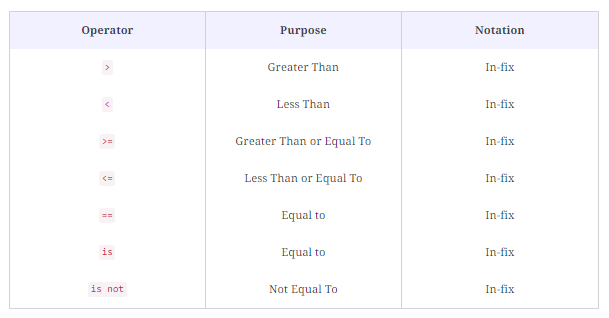 Operator Purpose Notation
> Greater Than In-fix
< Less Than In-fix
>= Greater Than or Equal To In-fix
<= Less Than or Equal To In-fix
== Equal to In-fix
is Equal to In-fix
is not Not Equal To In-fix